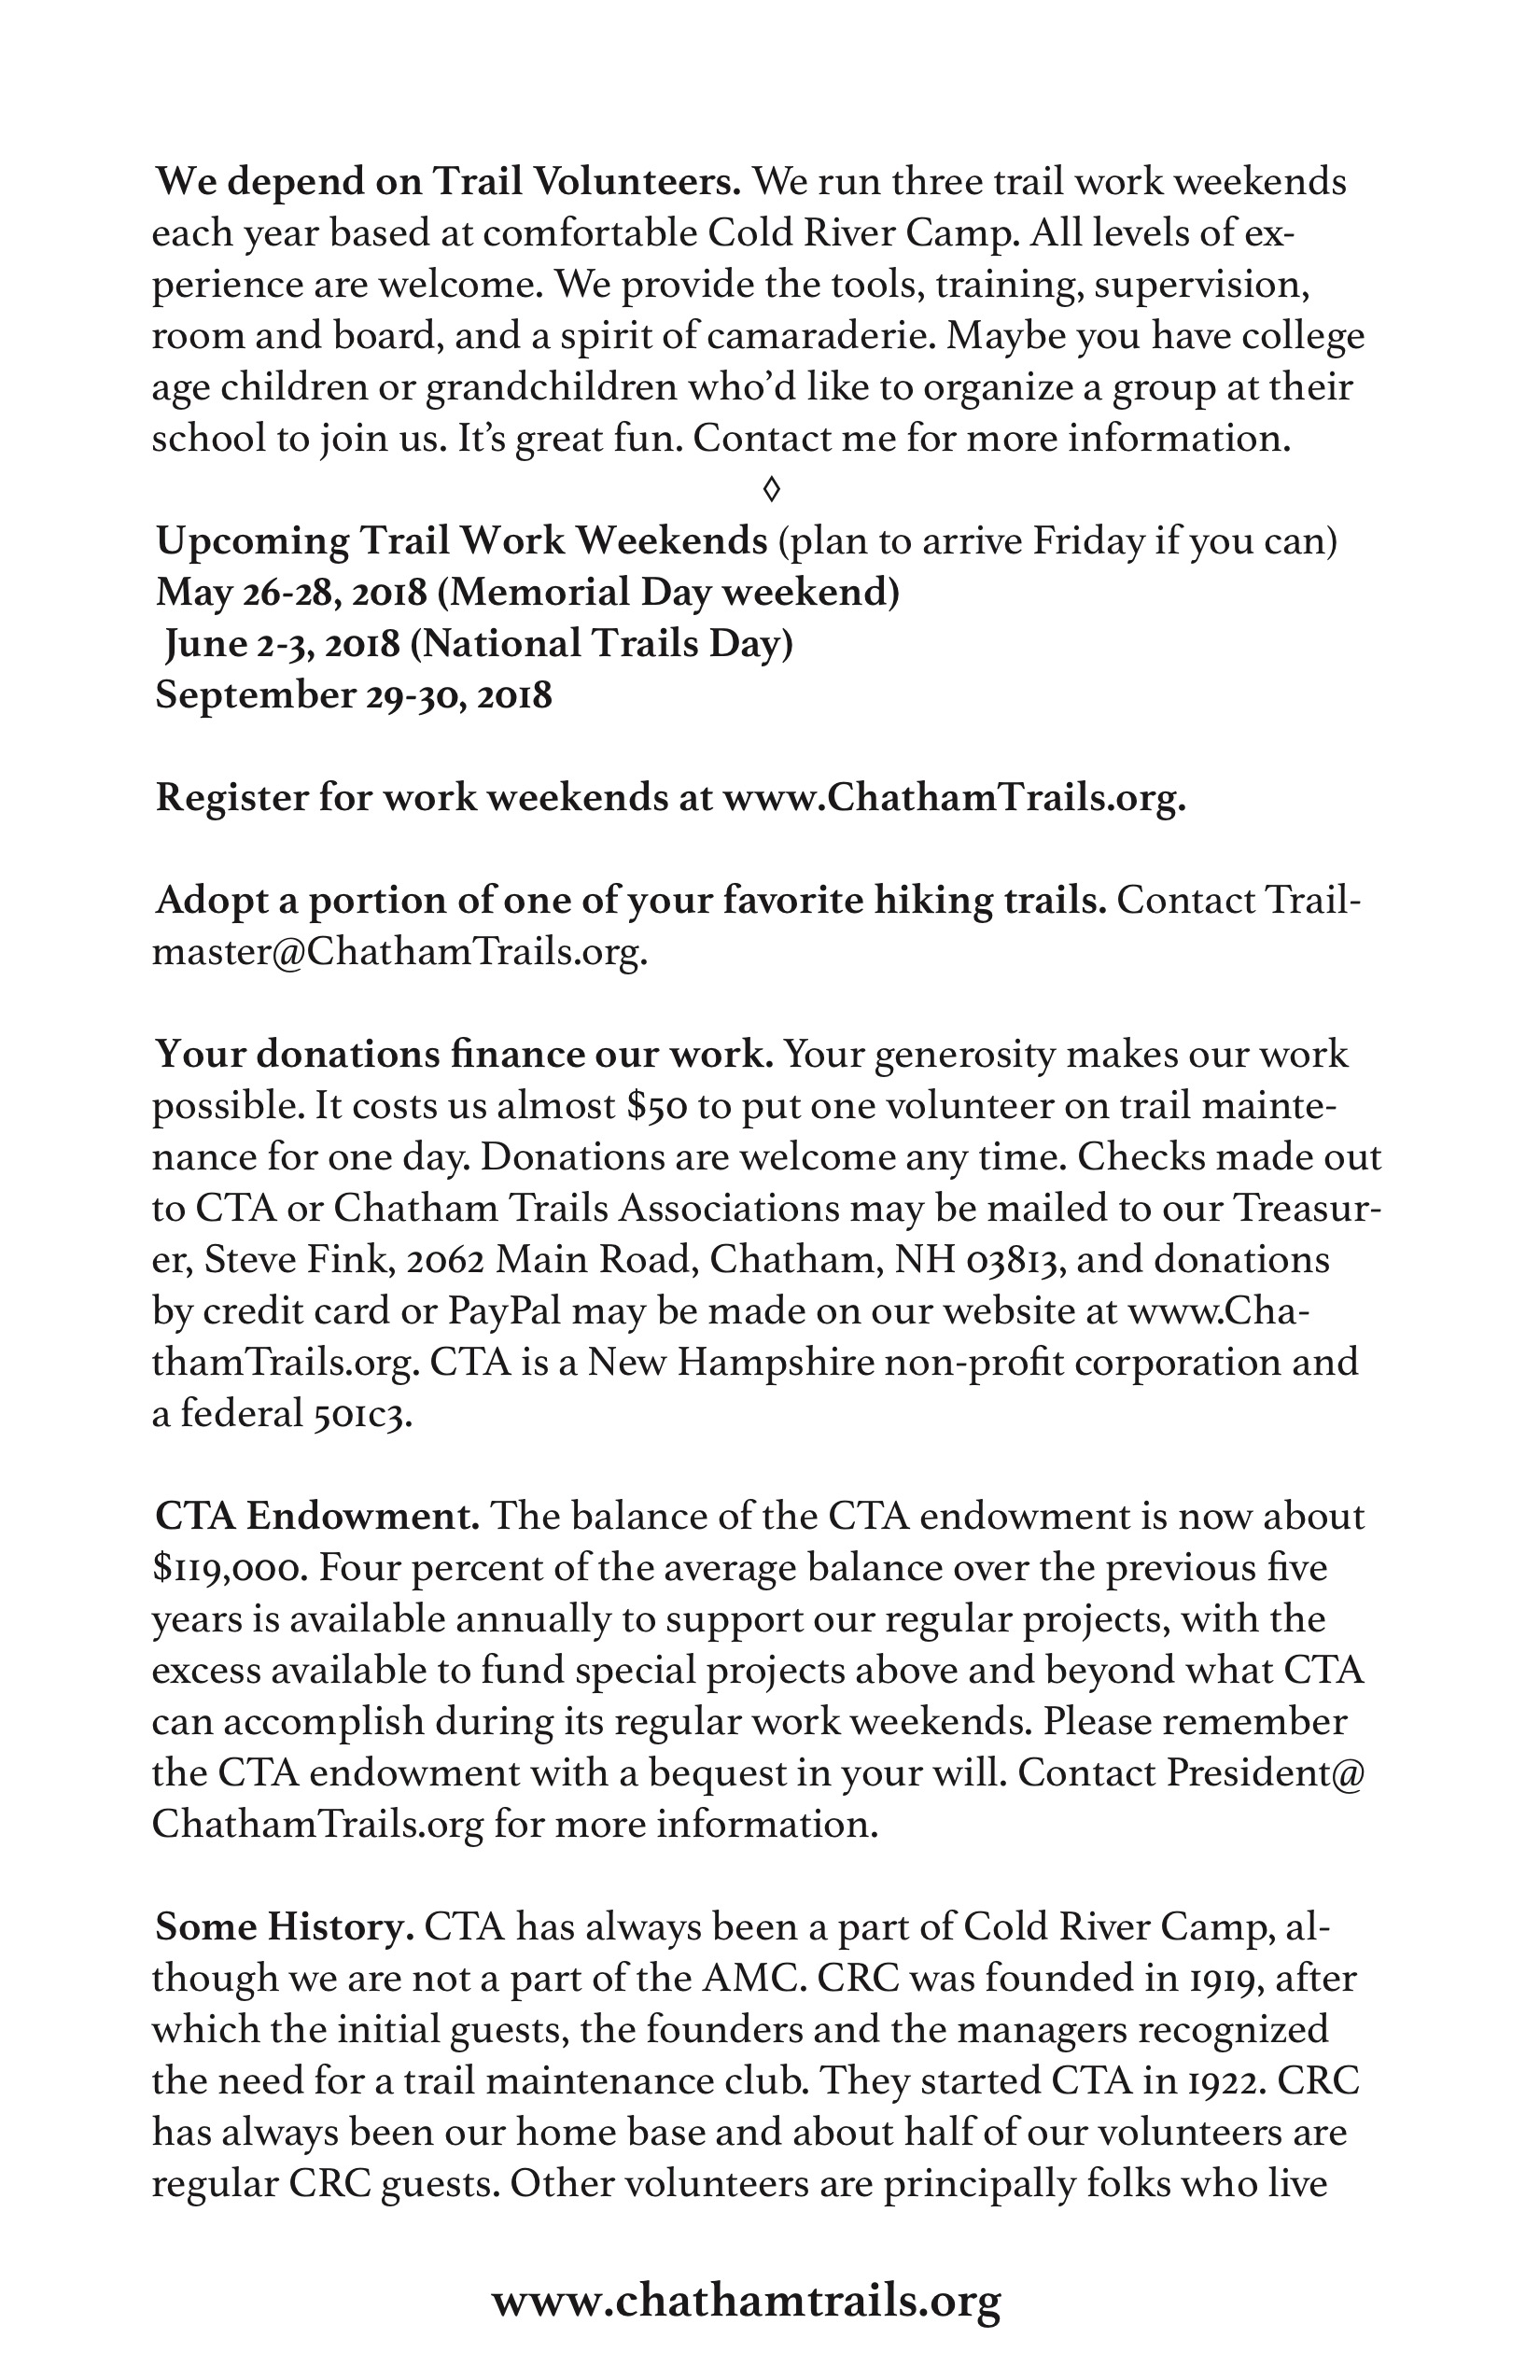 We depend on Trail Volunteers. We run three trail work weekends
each year based at comfortable Cold River Camp. All levels of ex-
perience are welcome. We provide the tools, training, supervision,
room and board, and a spirit of camaraderie. Maybe you have college
age children or grandchildren who’d like to organize a group at their
school to join us. It’s great fun. Contact me for more information.
◊
Upcoming Trail Work Weekends (plan to arrive Friday if you can)
May 26-28, 2018 (Memorial Day weekend)
June 2-3, 2018 (National Trails Day)
September 29-30, 2018
Register for work weekends at www.ChathamTrails.org.
Adopt a portion of one of your favorite hiking trails. Contact Trail-
master@ChathamTrails.org.
Your donations finance our work. Your generosity makes our work
possible. It costs us almost $50 to put one volunteer on trail mainte-
nance for one day. Donations are welcome any time. Checks made out
to CTA or Chatham Trails Associations may be mailed to our Treasur-
er, Steve Fink, 2062 Main Road, Chatham, NH 03813, and donations
by credit card or PayPal may be made on our website at www.Cha-
thamTrails.org. CTA is a New Hampshire non-profit corporation and
a federal 501c3.
CTA Endowment. The balance of the CTA endowment is now about
$119,000. Four percent of the average balance over the previous five
years is available annually to support our regular projects, with the
excess available to fund special projects above and beyond what CTA
can accomplish during its regular work weekends. Please remember
the CTA endowment with a bequest in your will. Contact President@
ChathamTrails.org for more information.
Some History. CTA has always been a part of Cold River Camp, al-
though we are not a part of the AMC. CRC was founded in 1919, after
which the initial guests, the founders and the managers recognized
the need for a trail maintenance club. They started CTA in 1922. CRC
has always been our home base and about half of our volunteers are
regular CRC guests. Other volunteers are principally folks who live
www.chathamtrails.org